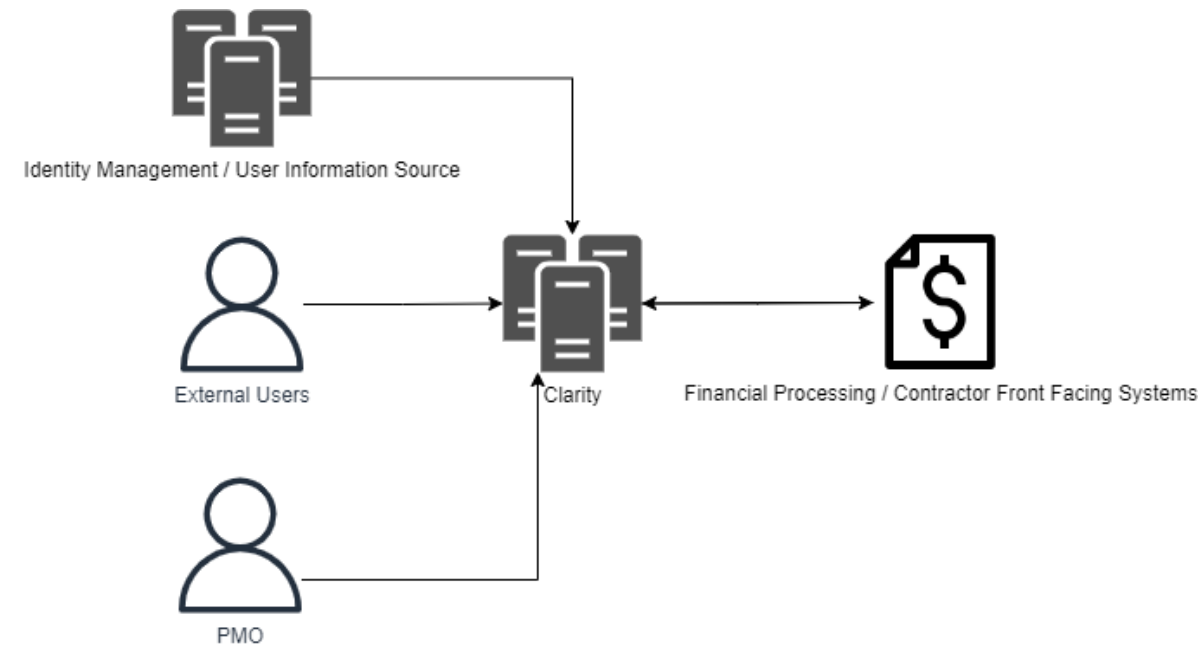 Identity Management / User Information Source
External Users
Clarity
Financial Processing / Contractor Front Facing Systems
PMO